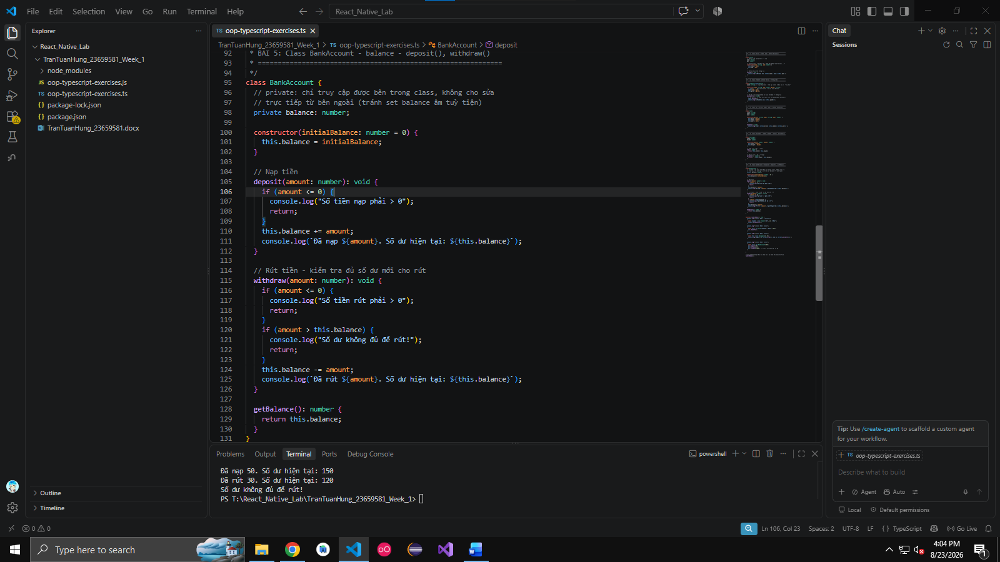 File Edit Selection View Go Run Terminal Help
React_Native_Lab
Explorer
React_Native_Lab
TranTuanHung_23659581_Week_1
node_modules
JS oop-typescript-exercises.js
TS oop-typescript-exercises.ts
{} package-lock.json
{} package.json
TranTuanHung_23659581.docx
Outline
Timeline
TS oop-typescript-exercises.ts
TranTuanHung_23659581_Week_1 > TS oop-typescript-exercises.ts > BankAccount > deposit
92 * BAI 5: Class BankAccount - balance - deposit(), withdraw()
93 * ============================================================
94 */
95 class BankAccount {
96 // private: chỉ truy cập được bên trong class, không cho sửa
97 // trực tiếp từ bên ngoài (tránh set balance âm tuỳ tiện)
98 private balance: number;
99
100 constructor(initialBalance: number = 0) {
101 this.balance = initialBalance;
102 }
103
104 // Nạp tiền
105 deposit(amount: number): void {
106 if (amount <= 0) {
107 console.log("Số tiền nạp phải > 0");
108 return;
109 }
110 this.balance += amount;
111 console.log(`Đã nạp ${amount}. Số dư hiện tại: ${this.balance}`);
112 }
113
114 // Rút tiền - kiểm tra đủ số dư mới cho rút
115 withdraw(amount: number): void {
116 if (amount <= 0) {
117 console.log("Số tiền rút phải > 0");
118 return;
119 }
120 if (amount > this.balance) {
121 console.log("Số dư không đủ để rút!");
122 return;
123 }
124 this.balance -= amount;
125 console.log(`Đã rút ${amount}. Số dư hiện tại: ${this.balance}`);
126 }
127
128 getBalance(): number {
129 return this.balance;
130 }
131 }
Problems Output Terminal Ports Debug Console
powershell
Đã nạp 50. Số dư hiện tại: 150
Đã rút 30. Số dư hiện tại: 120
Số dư không đủ để rút!
PS T:\React_Native_Lab\TranTuanHung_23659581_Week_1>
Chat
Sessions
Tip: Use /create-agent to scaffold a custom agent
for your workflow.
TS oop-typescript-exercises.ts
Describe what to build
Agent Auto
Local Default permissions
0 0
Ln 106, Col 23 Spaces: 2 UTF-8 LF {} TypeScript Go Live
Type here to search
4:04 PM
8/23/2026
1